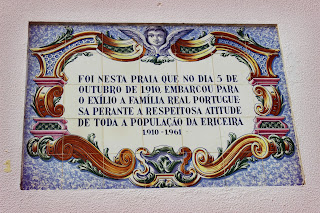 FOI NESTA PRAIA QUE NO DIA 5 DE
OUTUBRO DE 1910, EMBARCOU PARA
O EXÍLIO A FAMÍLIA REAL PORTUGUE-
SA PERANTE A RESPEITOSA ATITUDE
DE TODA A POPULAÇÃO DA ERICEIRA
1910-1961